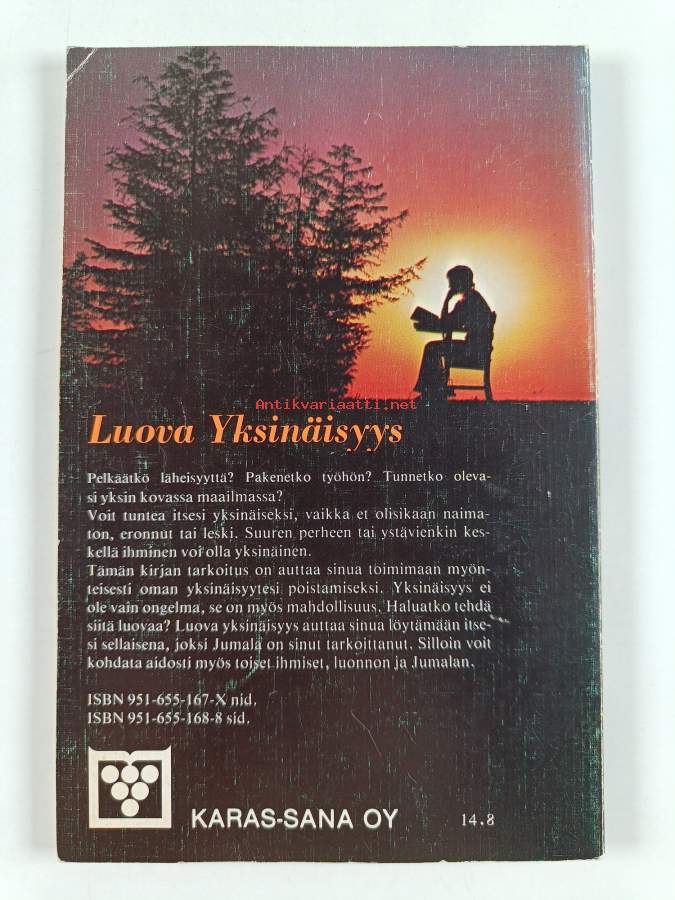 Antikvariaatti.net
Luova Yksinäisyys
Pelkäätkö läheisyyttä? Pakenetko työhön? Tunnetko oleva-
si yksin kovassa maailmassa?
Voit tuntea itsesi yksinäiseksi, vaikka et olisikaan naima-
ton, eronnut tai leski. Suuren perheen tai ystävienkin kes-
kellä ihminen voi olla yksinäinen.
Tämän kirjan tarkoitus on auttaa sinua toimimaan myön-
teisesti oman yksinäisyytesi poistamiseksi. Yksinäisyys ei
ole vain ongelma, se on myös mahdollisuus. Haluatko tehdä
siitä luovaa? Luova yksinäisyys auttaa sinua löytämään itse-
si sellaisena, joksi Jumala on sinut tarkoittanut. Silloin voit
kohdata aidosti myös toiset ihmiset, luonnon ja Jumalan.
ISBN 951-655-167-X nid.
ISBN 951-655-168-8 sid.
KARAS-SANA OY 14.8